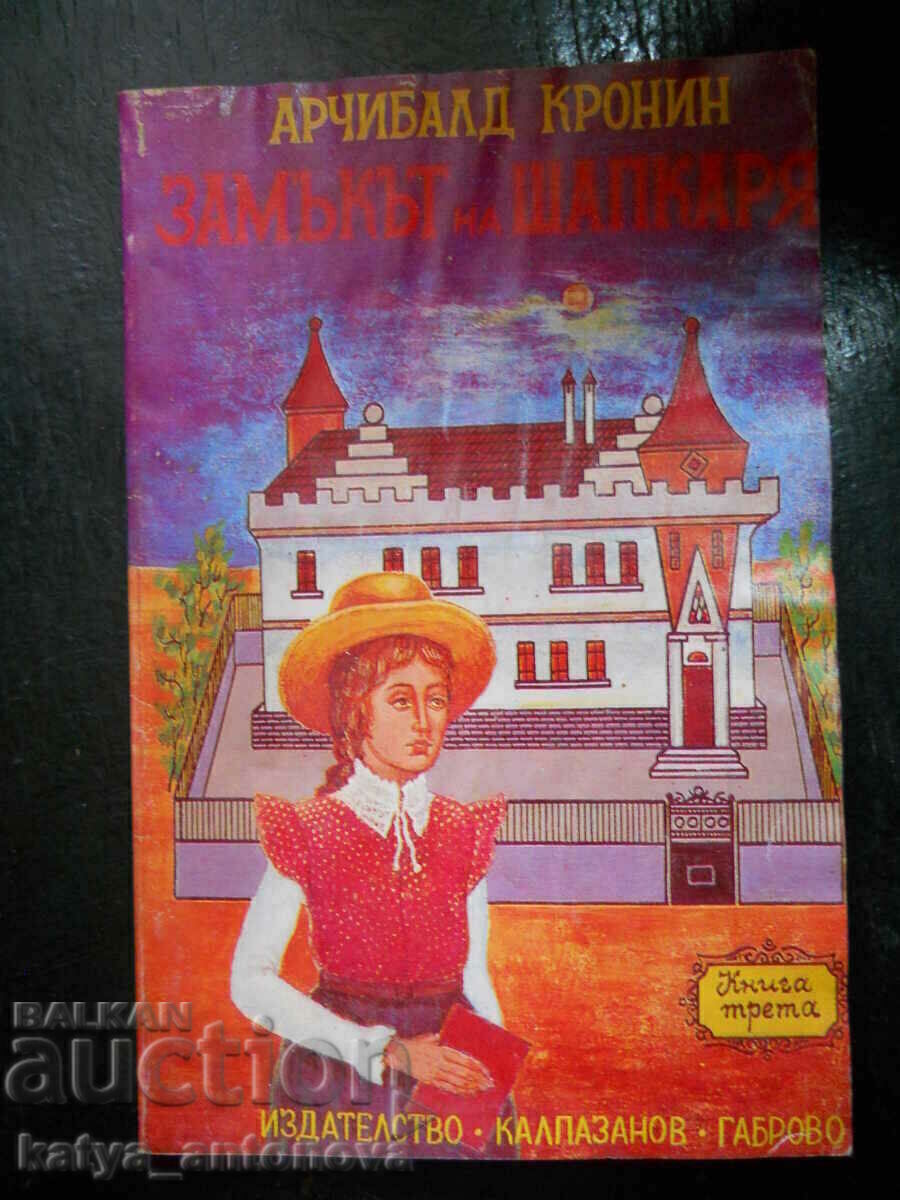 АРЧИБАЛД КРОНИН
ЗАМЪКЪТ НА ШАПКАРЯ
Книга
трета
BALKAN
auction
ИЗДАТЕЛСТВО · КАЛПАЗАНОВ · ГАБРОВО
katya_antonova